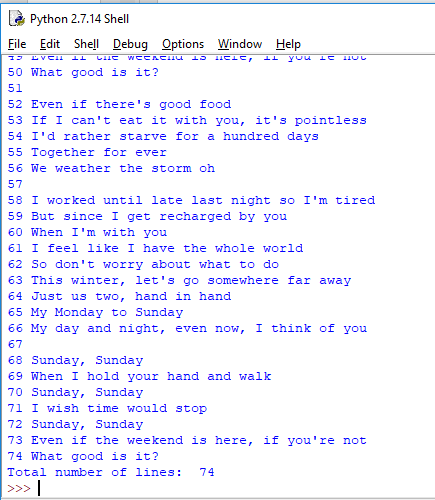 Python 2.7.14 Shell
File Edit Shell Debug Options Window Help
49 Even if the weekend is here, if you're not
50 What good is it?
51
52 Even if there's good food
53 If I can't eat it with you, it's pointless
54 I'd rather starve for a hundred days
55 Together for ever
56 We weather the storm oh
57
58 I worked until late last night so I'm tired
59 But since I get recharged by you
60 When I'm with you
61 I feel like I have the whole world
62 So don't worry about what to do
63 This winter, let's go somewhere far away
64 Just us two, hand in hand
65 My Monday to Sunday
66 My day and night, even now, I think of you
67
68 Sunday, Sunday
69 When I hold your hand and walk
70 Sunday, Sunday
71 I wish time would stop
72 Sunday, Sunday
73 Even if the weekend is here, if you're not
74 What good is it?
Total number of lines:  74
>>>